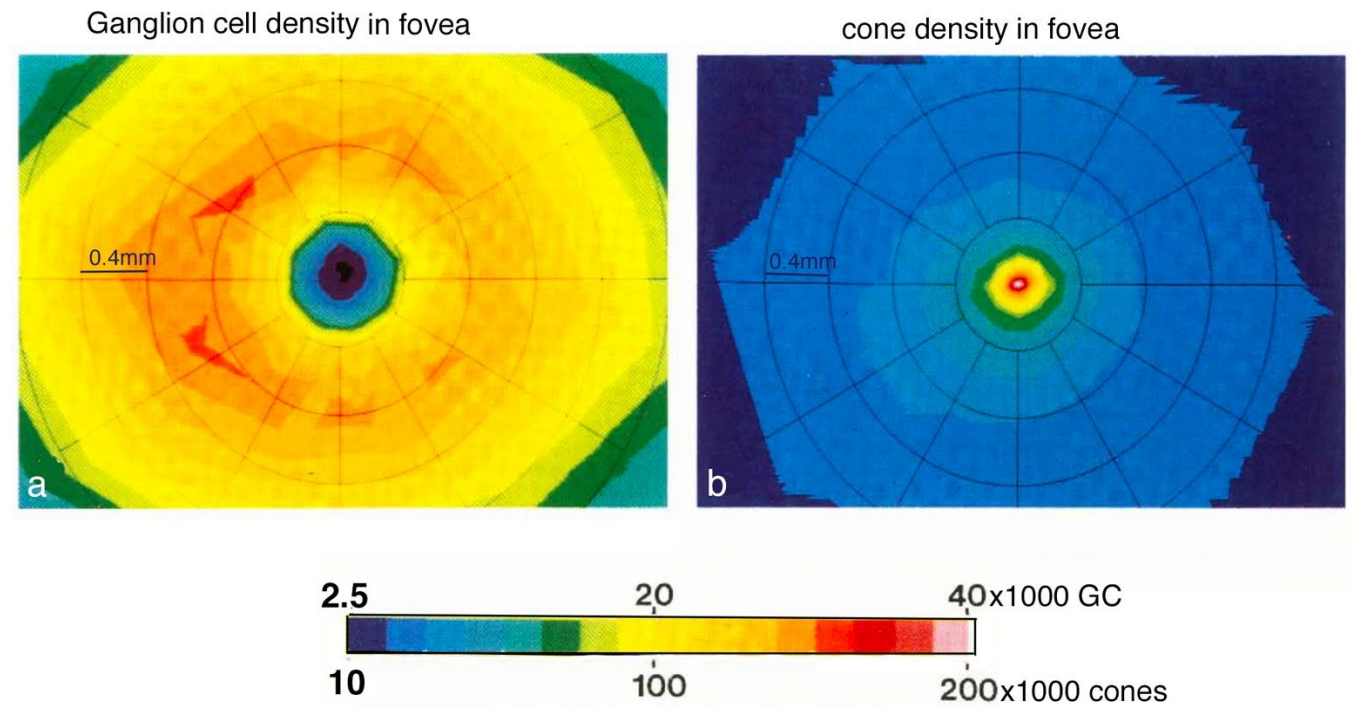 Ganglion cell density in fovea
cone density in fovea
0.4mm
0.4mm
a
b
2.5 20 40x1000 GC
10 100 200x1000 cones